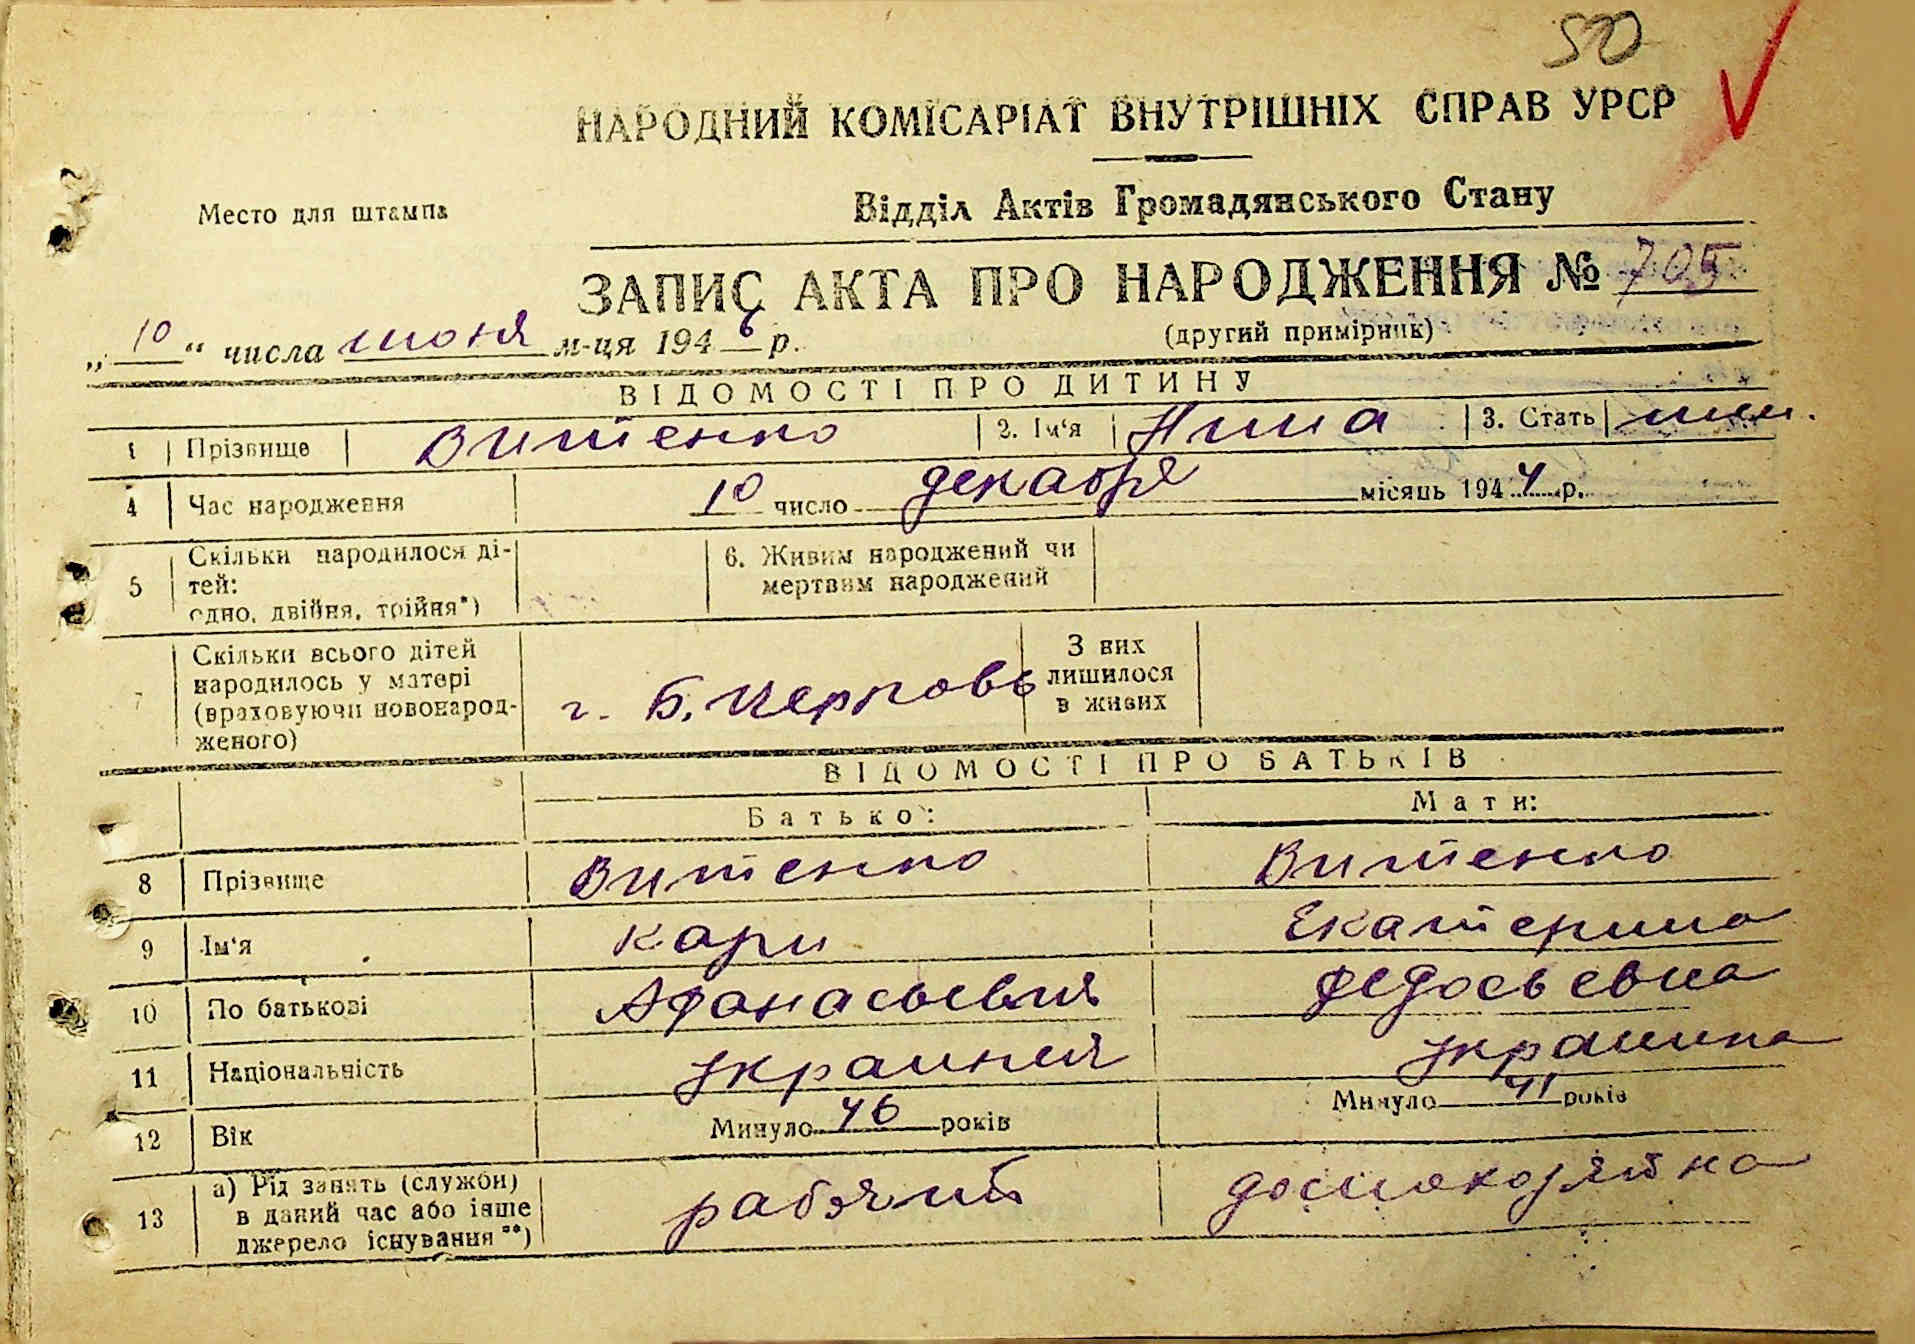 50
НАРОДНИЙ КОМІСАРІАТ ВНУТРІШНІХ СПРАВ УРСР
Место для штампа
Відділ Актів Громадянського Стану
ЗАПИС АКТА ПРО НАРОДЖЕННЯ № 705
(другий примірник)
„ 10 “ числа июня м-ця 1946 р.
ВІДОМОСТІ ПРО ДИТИНУ
1 Прізвище Витенко 2. Ім‘я Нина 3. Стать жен.
4 Час народження 10 число декабря місяць 1944 р.
5 Скільки народилося ді-
тей:
одно, двійня, трійня*)
6. Живим народжений чи
мертвим народжений
7 Скільки всього дітей
народилось у матері
(враховуючи новонарод-
женого)
г. Б. Церковь
З них
лишилося
в живих
ВІДОМОСТІ ПРО БАТЬКІВ
Батько: Мати:
8 Прізвище Витенко Витенко
9 Ім‘я Карп Екатерина
10 По батькові Афанасьевич Федосьевна
11 Національність украинец украинка
12 Вік Минуло 46 років Минуло 41 років
13 а) Рід занять (служби)
в даний час або інше
джерело існування**)
рабочий домохозяйка